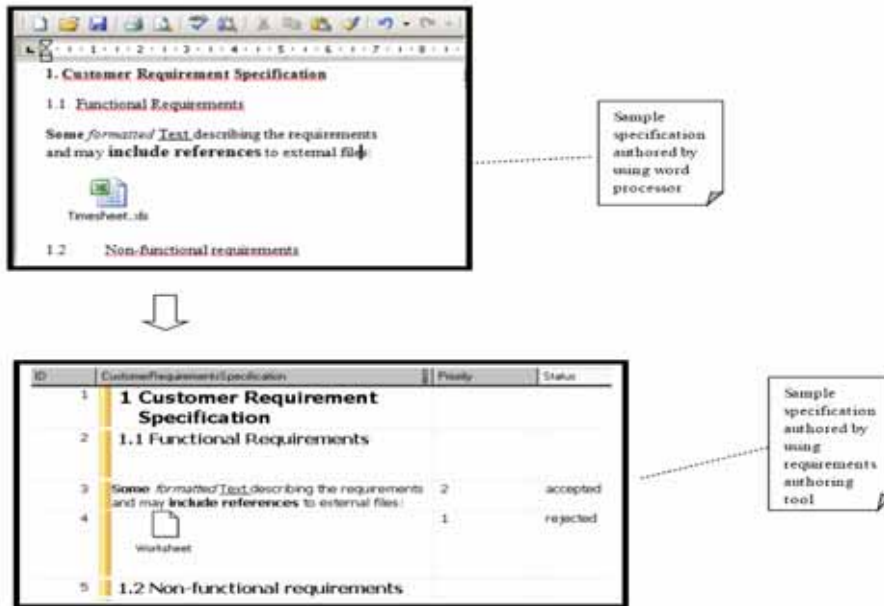 1. Customer Requirement Specification
1.1 Functional Requirements
Some formatted Text describing the requirements
and may include references to external files:
Timesheet..xls
1.2 Non-functional requirements
Sample
specification
authored by
using word
processor
ID CustomerRequirementsSpecification Priority Status
1 1 Customer Requirement
Specification
2 1.1 Functional Requirements
3 Some formatted Text describing the requirements 2 accepted
and may include references to external files:
4 1 rejected
Worksheet
5 1.2 Non-functional requirements
Sample
specification
authored by
using
requirements
authoring
tool